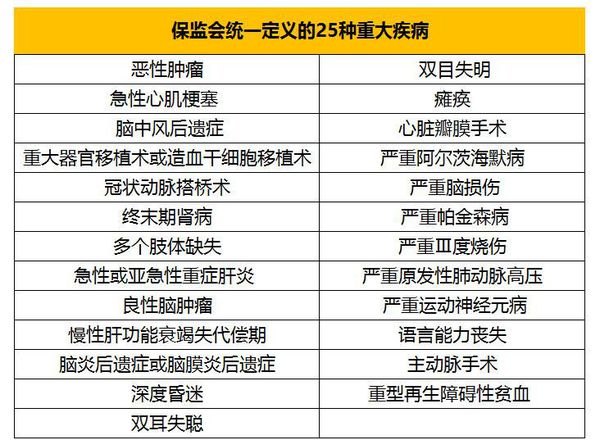 保监会统一定义的25种重大疾病
恶性肿瘤 双目失明
急性心肌梗塞 瘫痪
脑中风后遗症 心脏瓣膜手术
重大器官移植术或造血干细胞移植术 严重阿尔茨海默病
冠状动脉搭桥术 严重脑损伤
终末期肾病 严重帕金森病
多个肢体缺失 严重Ⅲ度烧伤
急性或亚急性重症肝炎 严重原发性肺动脉高压
良性脑肿瘤 严重运动神经元病
慢性肝功能衰竭失代偿期 语言能力丧失
脑炎后遗症或脑膜炎后遗症 主动脉手术
深度昏迷 重型再生障碍性贫血
双耳失聪